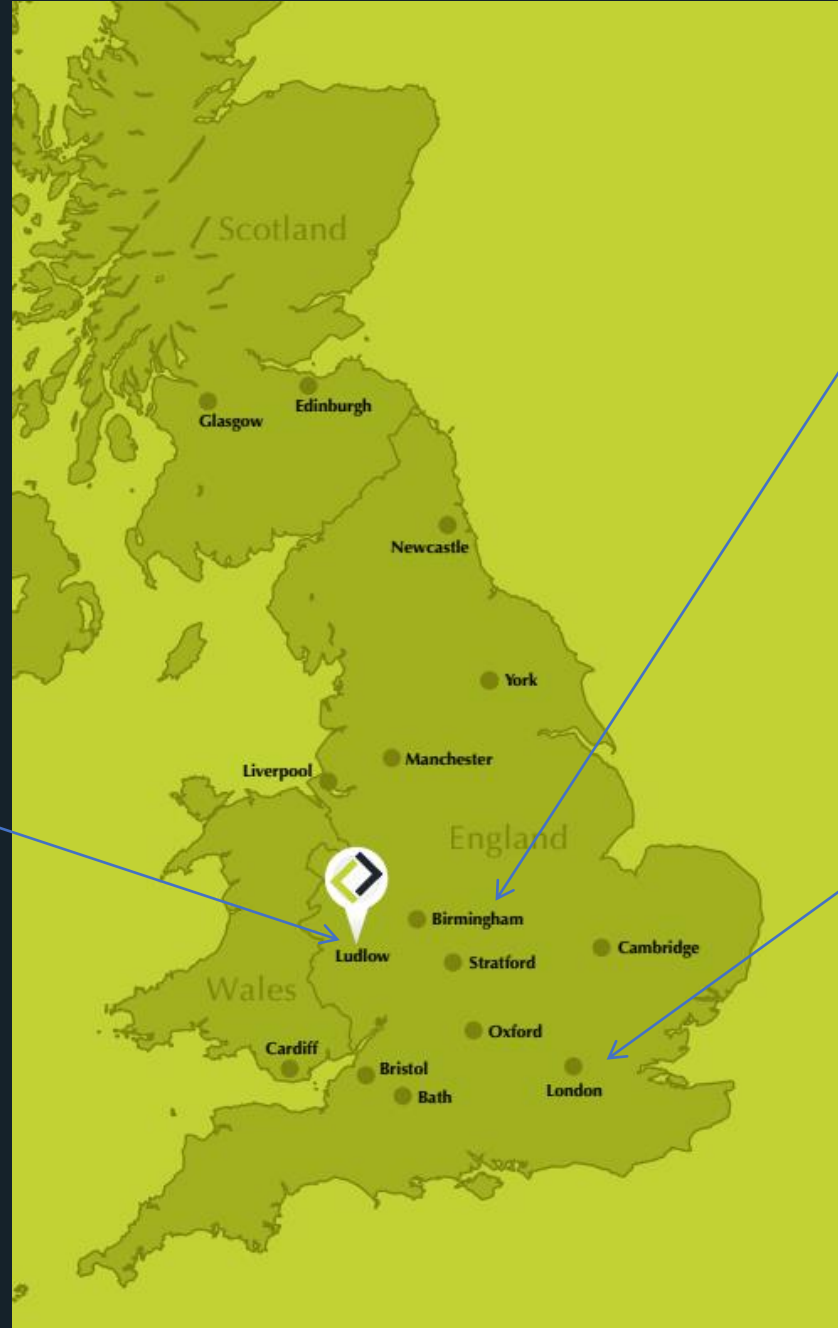 Scotland
Edinburgh
Glasgow
Newcastle
York
Manchester
Liverpool
England
Birmingham
Cambridge
Ludlow
Stratford
Wales
Oxford
Cardiff
Bristol
London
Bath